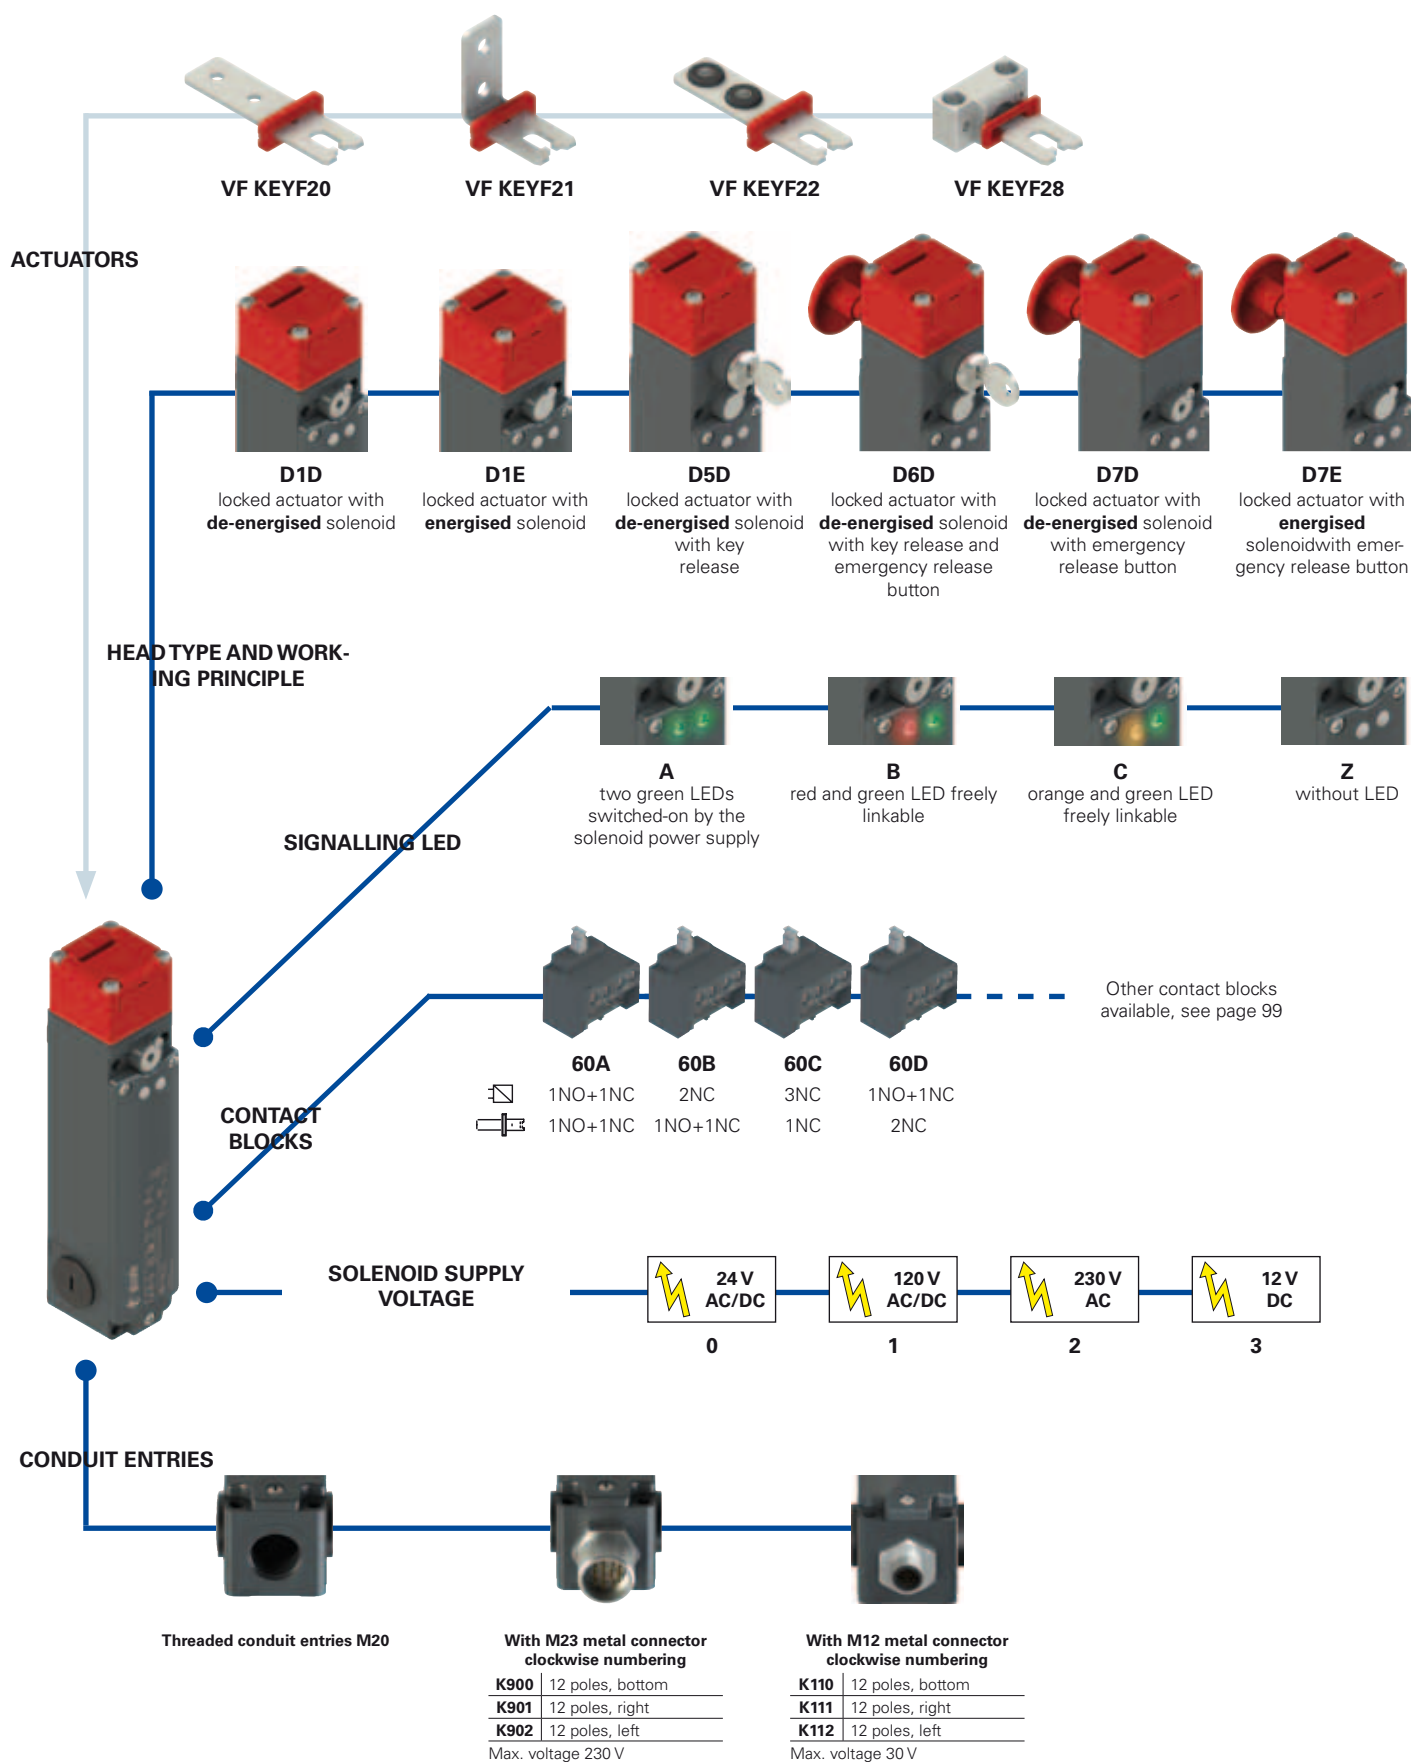 VF KEYF20
VF KEYF21
VF KEYF22
VF KEYF28
ACTUATORS
D1D
locked actuator with
de-energised solenoid
D1E
locked actuator with
energised solenoid
D5D
locked actuator with
de-energised solenoid
with key
release
D6D
locked actuator with
de-energised solenoid
with key release and
emergency release
button
D7D
locked actuator with
de-energised solenoid
with emergency
release button
D7E
locked actuator with
energised
solenoidwith emer-
gency release button
HEAD TYPE AND WORK-
ING PRINCIPLE
A
two green LEDs
switched-on by the
solenoid power supply
B
red and green LED freely
linkable
C
orange and green LED
freely linkable
Z
without LED
SIGNALLING LED
60A
60B
60C
60D
Other contact blocks
available, see page 99
1NO+1NC 2NC 3NC 1NO+1NC
1NO+1NC 1NO+1NC 1NC 2NC
CONTACT
BLOCKS
SOLENOID SUPPLY
VOLTAGE
24 V
AC/DC
0
120 V
AC/DC
1
230 V
AC
2
12 V
DC
3
CONDUIT ENTRIES
Threaded conduit entries M20
With M23 metal connector
clockwise numbering
K900 12 poles, bottom
K901 12 poles, right
K902 12 poles, left
Max. voltage 230 V
With M12 metal connector
clockwise numbering
K110 12 poles, bottom
K111 12 poles, right
K112 12 poles, left
Max. voltage 30 V